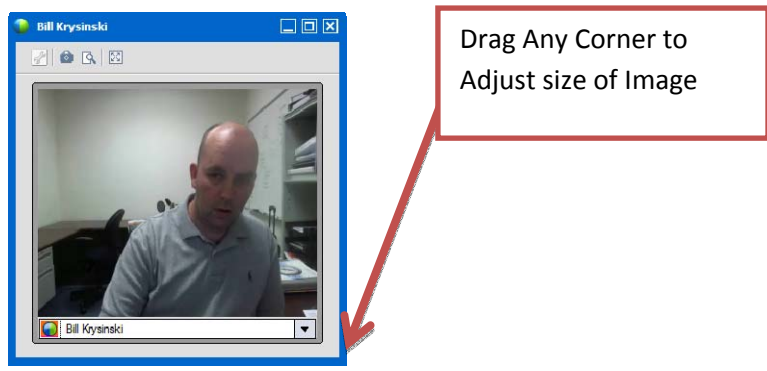 Bill Krysinski
Drag Any Corner to
Adjust size of Image
Bill Krysinski